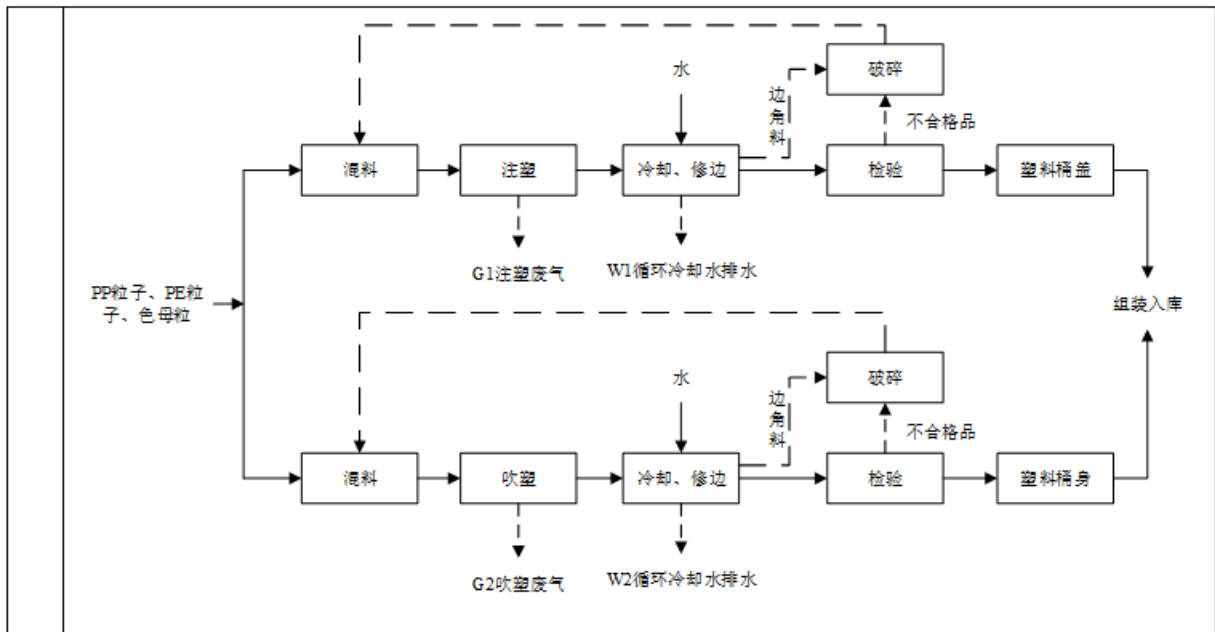 破碎
水
边角料
不合格品
混料
注塑
冷却、修边
检验
塑料桶盖
G1注塑废气
W1循环冷却水排水
PP粒子、PE粒
子、色母粒
组装入库
破碎
水
边角料
不合格品
混料
吹塑
冷却、修边
检验
塑料桶身
G2吹塑废气
W2循环冷却水排水